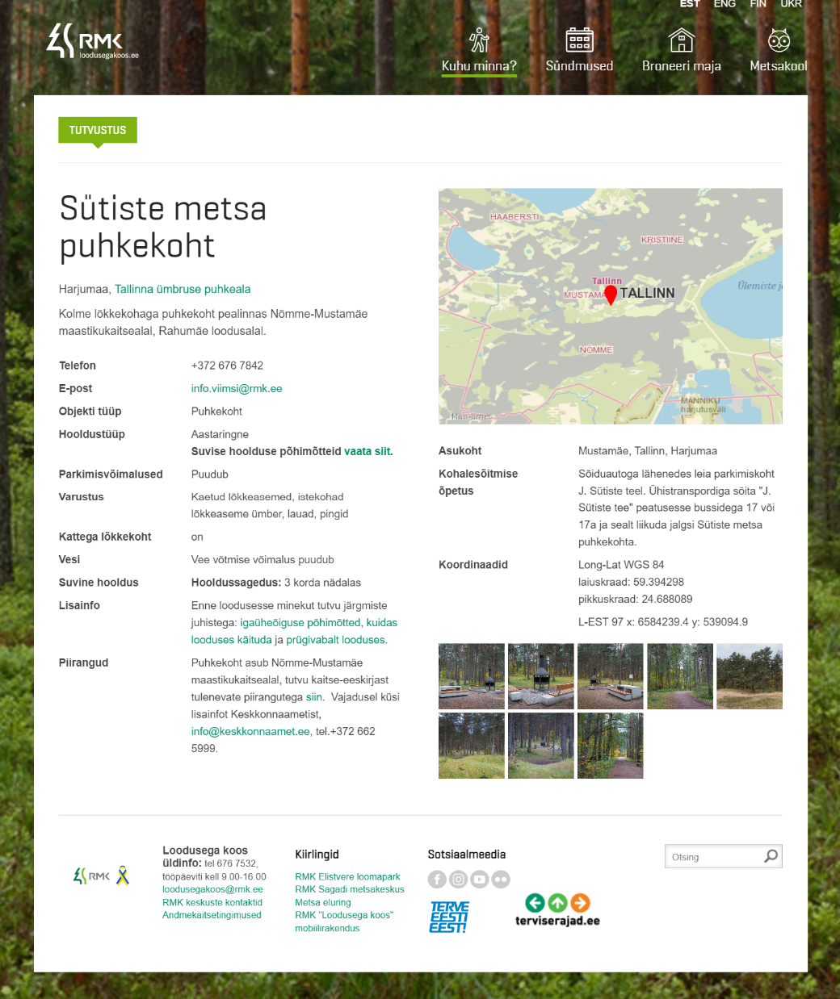 EST ENG FIN UKR
RMK
loodusegakoos.ee
Kuhu minna? Sündmused Broneeri maja Metsakool
TUTVUSTUS
Sütiste metsa
puhkekoht
Harjumaa, Tallinna ümbruse puhkeala
Kolme lõkkekohaga puhkekoht pealinnas Nõmme-Mustamäe
maastikukaitsealal, Rahumäe loodusalal.
Telefon +372 676 7842
E-post info.viimsi@rmk.ee
Objekti tüüp Puhkekoht
Hooldustüüp Aastaringne
Suvise hoolduse põhimõtteid vaata siit.
Parkimisvõimalused Puudub
Varustus Kaetud lõkkeasemed, istekohad
lõkkeaseme ümber, lauad, pingid
Kattega lõkkekoht on
Vesi Vee võtmise võimalus puudub
Suvine hooldus Hooldussagedus: 3 korda nädalas
Lisainfo Enne loodusesse minekut tutvu järgmiste
juhistega: igaüheõiguse põhimõtted, kuidas
looduses käituda ja prügivabalt looduses.
Piirangud Puhkekoht asub Nõmme-Mustamäe
maastikukaitsealal, tutvu kaitse-eeskirjast
tulenevate piirangutega siin. Vajadusel küsi
lisainfot Keskkonnaametist,
info@keskkonnaamet.ee, tel.+372 662
5999.
HAABERSTI
KRISTIINE
Ülemiste j
Tallinn
MUSTAMÄ
TALLINN
NÕMME
MÄNNIKU
harjutusväli
Maa-amet
Asukoht Mustamäe, Tallinn, Harjumaa
Kohalesõitmise Sõiduautoga lähenedes leia parkimiskoht
õpetus J. Sütiste teel. Ühistranspordiga sõita "J.
Sütiste tee" peatusesse bussidega 17 või
17a ja sealt liikuda jalgsi Sütiste metsa
puhkekohta.
Koordinaadid Long-Lat WGS 84
laiuskraad: 59.394298
pikkuskraad: 24.688089
L-EST 97 x: 6584239.4 y: 539094.9
RMK
Loodusega koos
üldinfo: tel 676 7532,
tööpäeviti kell 9.00-16.00
loodusegakoos@rmk.ee
RMK keskuste kontaktid
Andmekaitsetingimused
Kiirlingid
RMK Elistvere loomapark
RMK Sagadi metsakeskus
Metsa eluring
RMK "Loodusega koos"
mobiilirakendus
Sotsiaalmeedia
TERVE
EESTI
EEST!
terviserajad.ee
Otsing